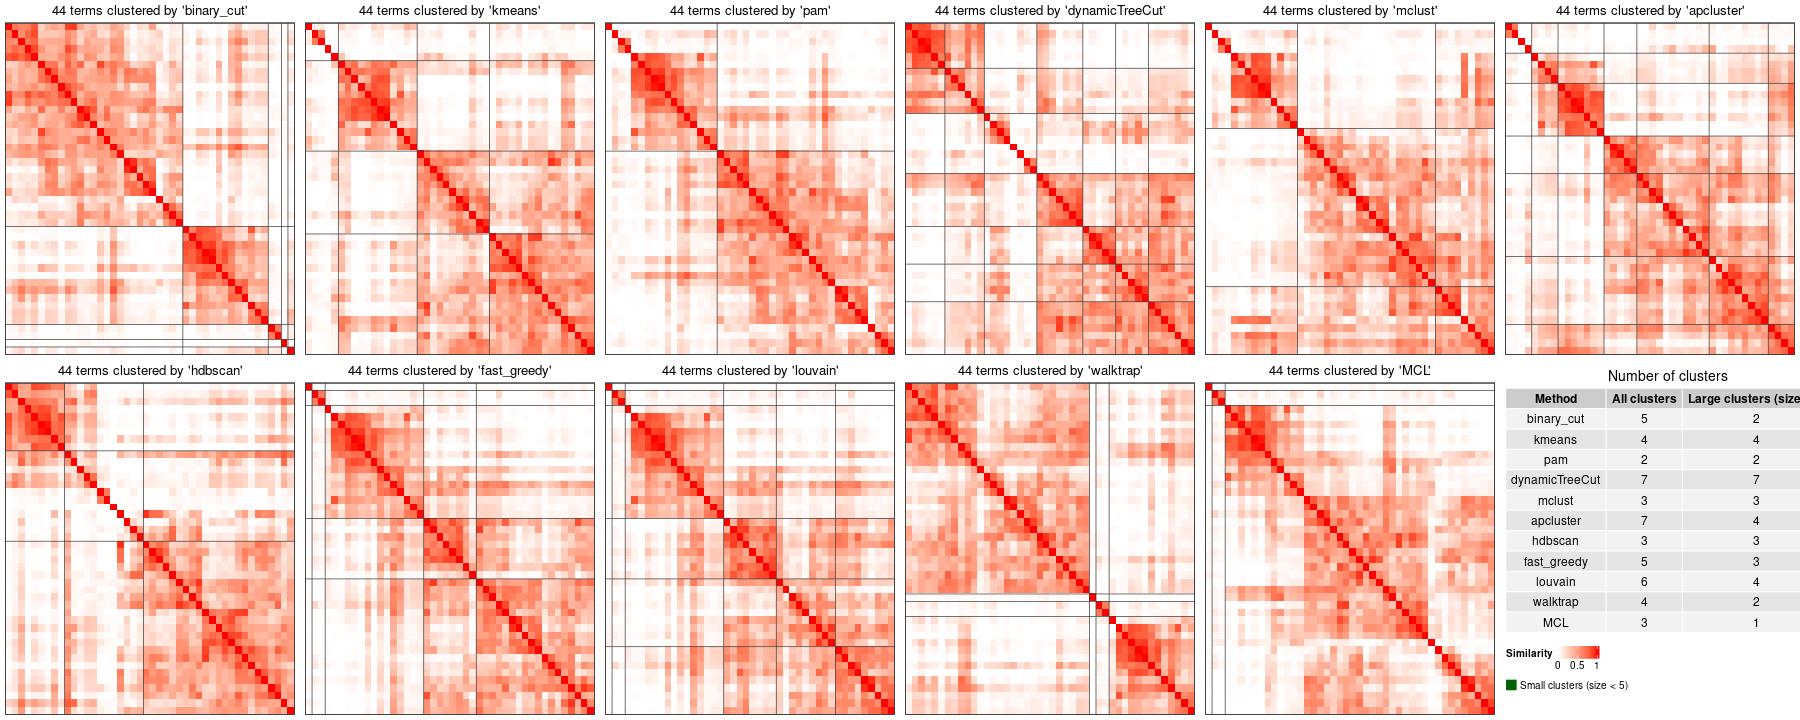 44 terms clustered by 'binary_cut'
44 terms clustered by 'kmeans'
44 terms clustered by 'pam'
44 terms clustered by 'dynamicTreeCut'
44 terms clustered by 'mclust'
44 terms clustered by 'apcluster'
44 terms clustered by 'hdbscan'
44 terms clustered by 'fast_greedy'
44 terms clustered by 'louvain'
44 terms clustered by 'walktrap'
44 terms clustered by 'MCL'
Number of clusters
Method All clusters Large clusters (size
binary_cut 5 2
kmeans 4 4
pam 2 2
dynamicTreeCut 7 7
mclust 3 3
apcluster 7 4
hdbscan 3 3
fast_greedy 5 3
louvain 6 4
walktrap 4 2
MCL 3 1
Similarity
0 0.5 1
Small clusters (size < 5)